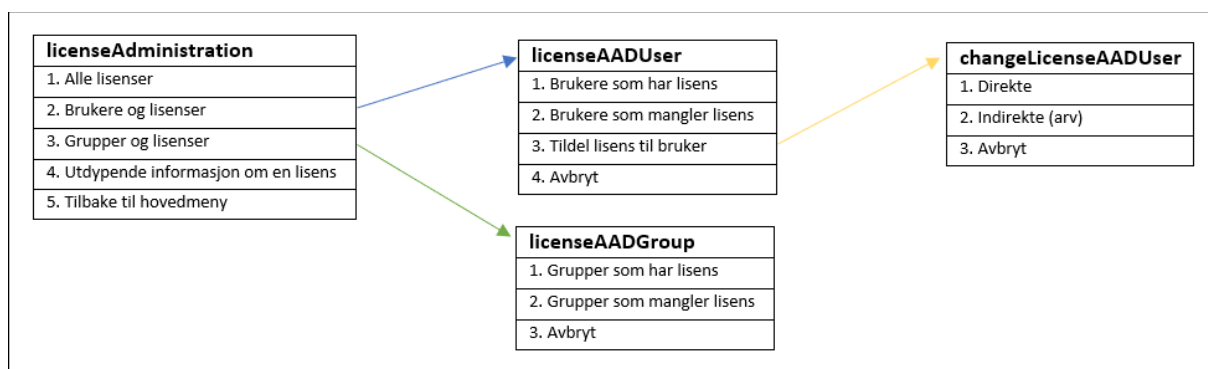 licenseAdministration
1. Alle lisenser
2. Brukere og lisenser
3. Grupper og lisenser
4. Utdypende informasjon om en lisens
5. Tilbake til hovedmeny
licenseAADUser
1. Brukere som har lisens
2. Brukere som mangler lisens
3. Tildel lisens til bruker
4. Avbryt
licenseAADGroup
1. Grupper som har lisens
2. Grupper som mangler lisens
3. Avbryt
changeLicenseAADUser
1. Direkte
2. Indirekte (arv)
3. Avbryt